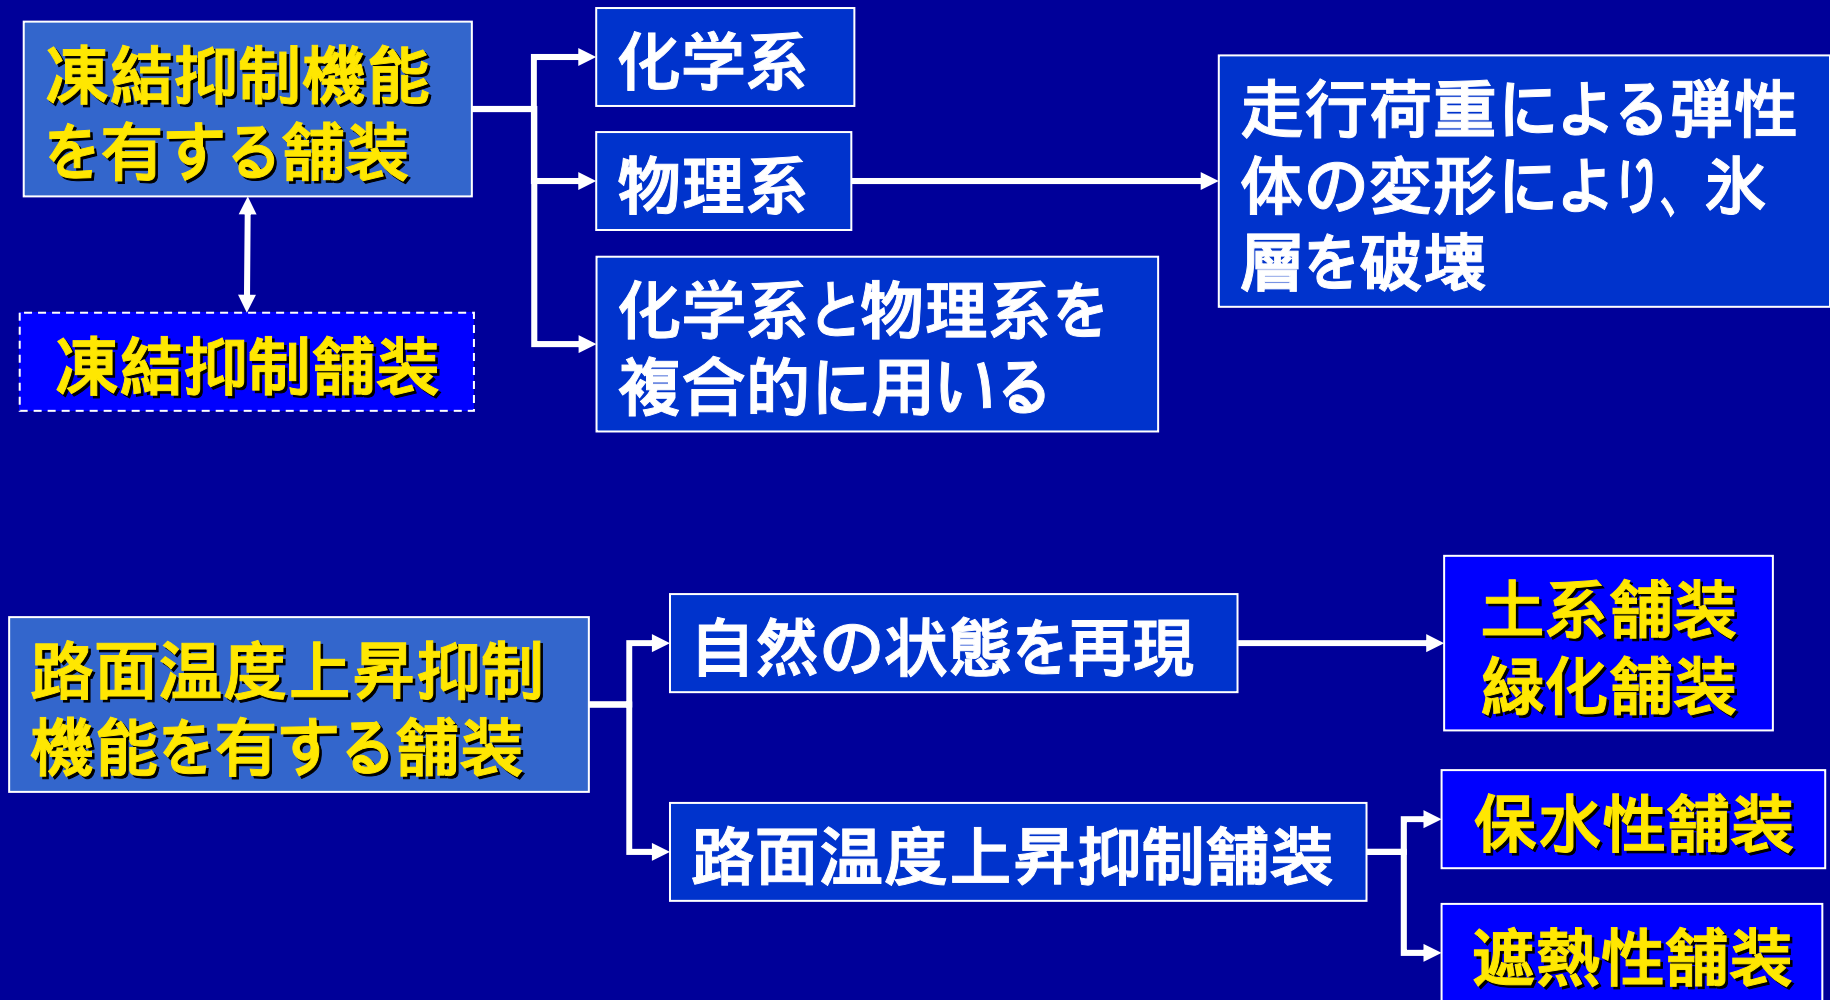 凍結抑制機能
を有する舗装
凍結抑制舗装
化学系
物理系
化学系と物理系を
複合的に用いる
走行荷重による弾性
体の変形により、氷
層を破壊
路面温度上昇抑制
機能を有する舗装
自然の状態を再現
路面温度上昇抑制舗装
土系舗装
緑化舗装
保水性舗装
遮熱性舗装